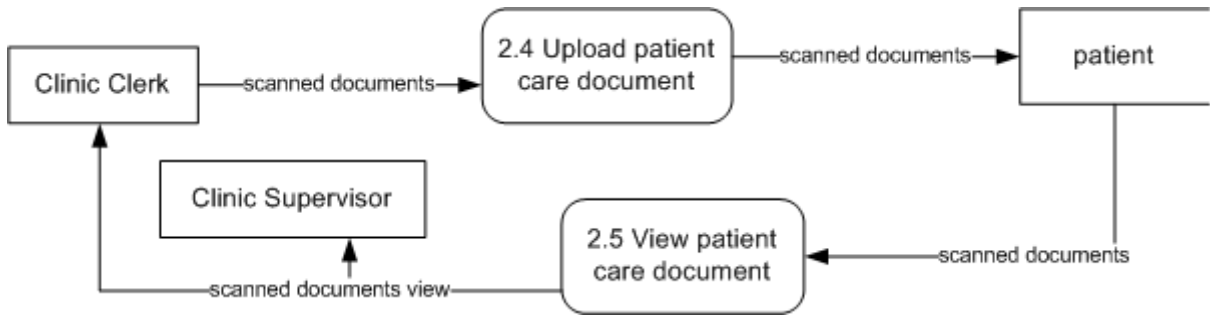 2.4 Upload patient
care document
patient
Clinic Clerk
scanned documents
scanned documents
Clinic Supervisor
2.5 View patient
care document
scanned documents
scanned documents view